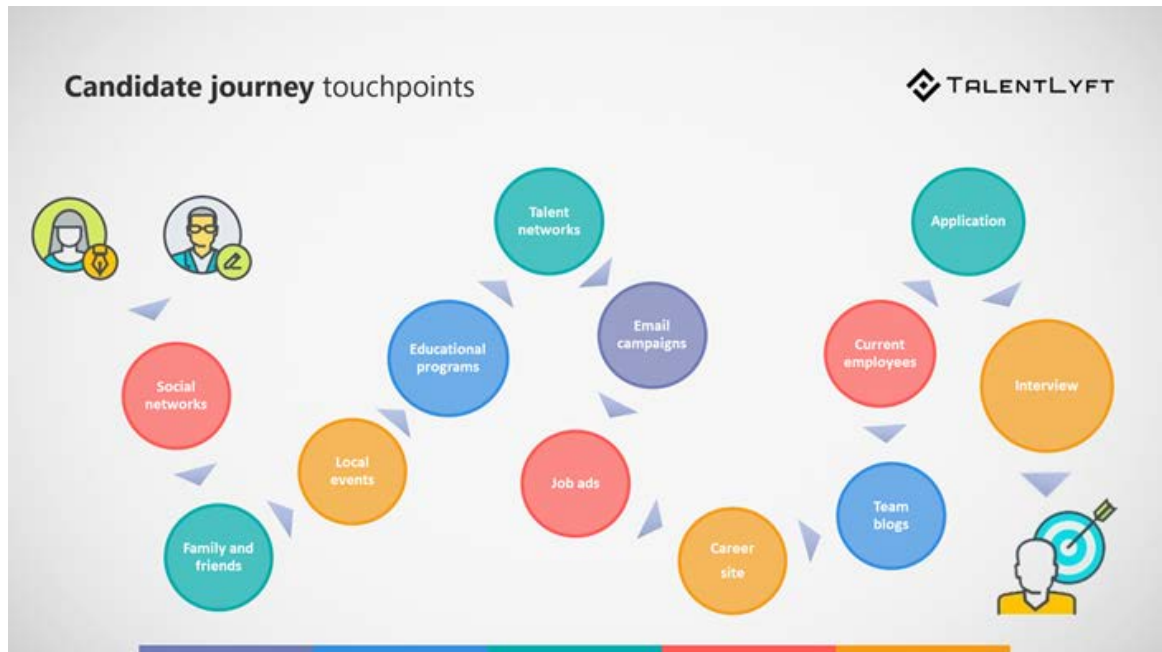 Candidate journey touchpoints
TALENTLYFT
Social
networks
Family and
friends
Local
events
Educational
programs
Talent
networks
Email
campaigns
Job ads
Career
site
Team
blogs
Current
employees
Application
Interview